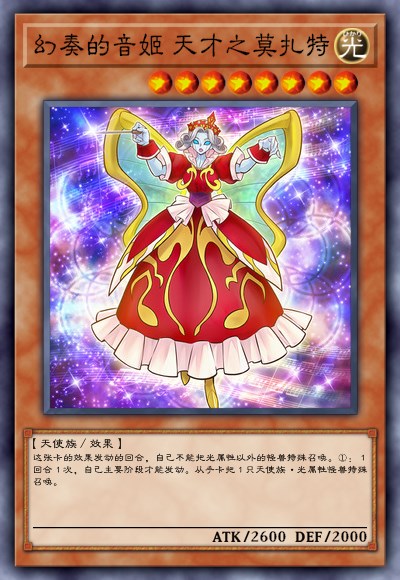 幻奏的音姬 天才之莫扎特
ひかり
光
【天使族／效果】
这张卡的效果发动的回合，自己不能把光属性以外的怪兽特殊召唤。①：1
回合1次，自己主要阶段才能发动。从手卡把1只天使族·光属性怪兽特殊
召唤。
ATK/2600 DEF/2000